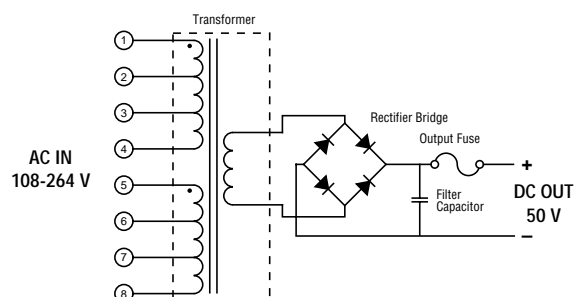 Transformer
1
2
3
4
5
6
7
8
AC IN
108-264 V
Rectifier Bridge
Output Fuse
+
Filter
Capacitor
DC OUT
50 V
–